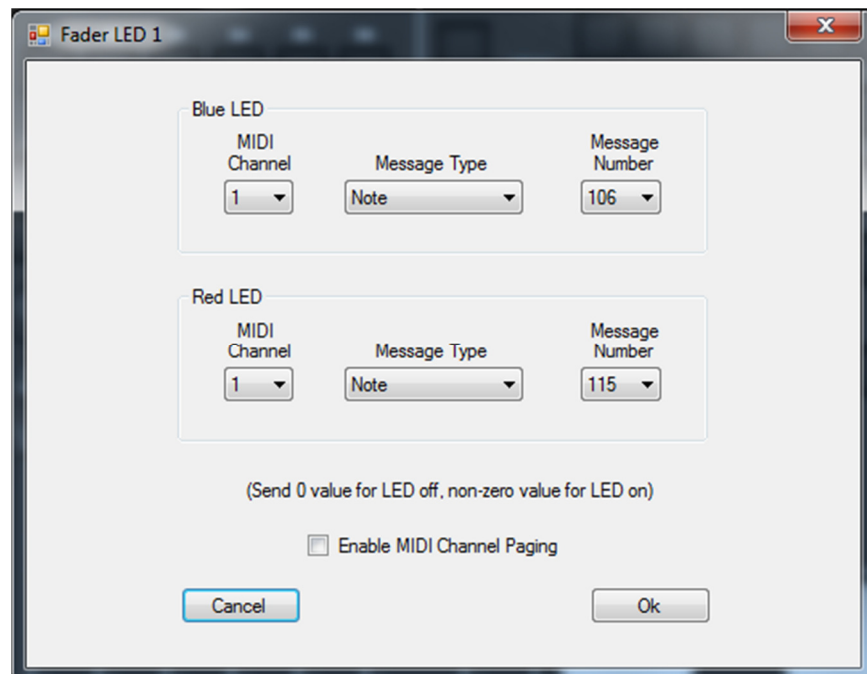 Fader LED 1
X
Blue LED
MIDI
Channel
Message Type
Message
Number
1
Note
106
Red LED
MIDI
Channel
Message Type
Message
Number
1
Note
115
(Send 0 value for LED off, non-zero value for LED on)
Enable MIDI Channel Paging
Cancel
Ok